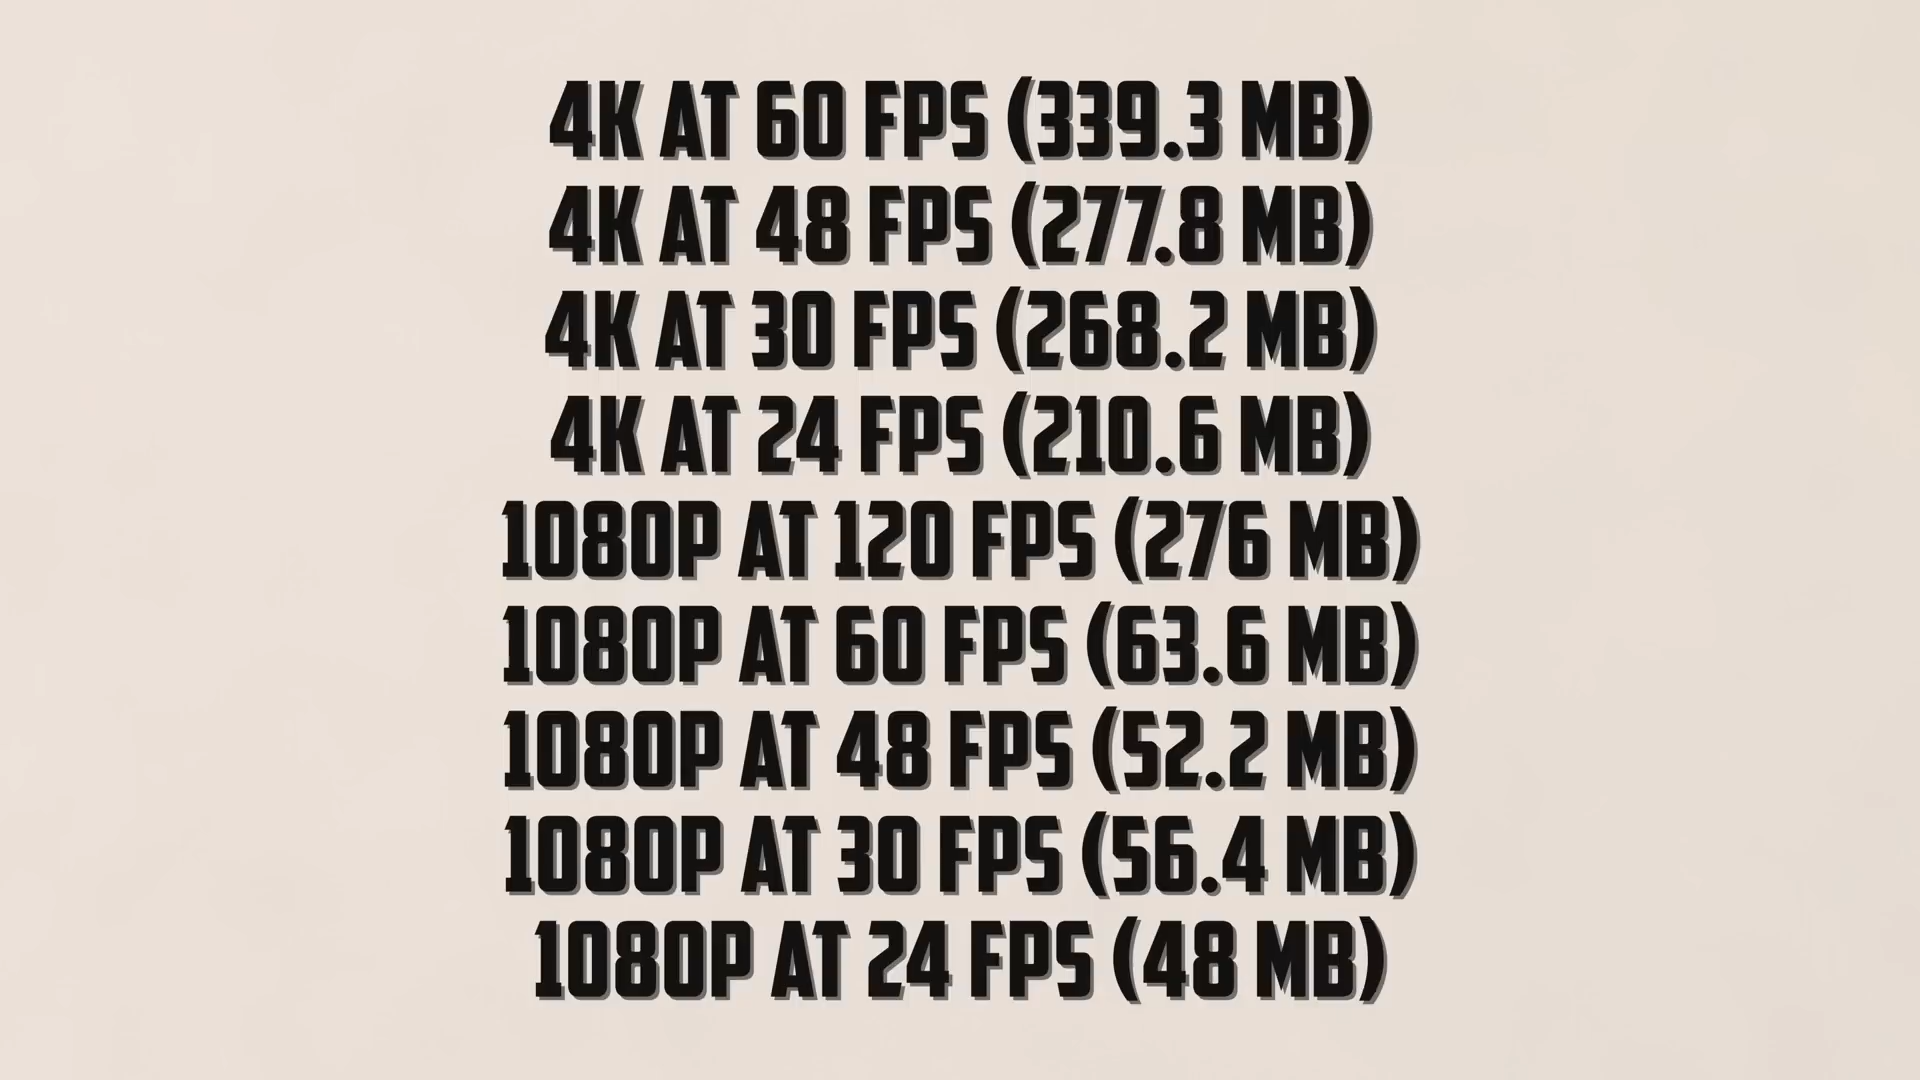 4K AT 60 FPS (339.3 MB)
4K AT 48 FPS (277.8 MB)
4K AT 30 FPS (268.2 MB)
4K AT 24 FPS (210.6 MB)
1080P AT 120 FPS (276 MB)
1080P AT 60 FPS (63.6 MB)
1080P AT 48 FPS (52.2 MB)
1080P AT 30 FPS (56.4 MB)
1080P AT 24 FPS (48 MB)